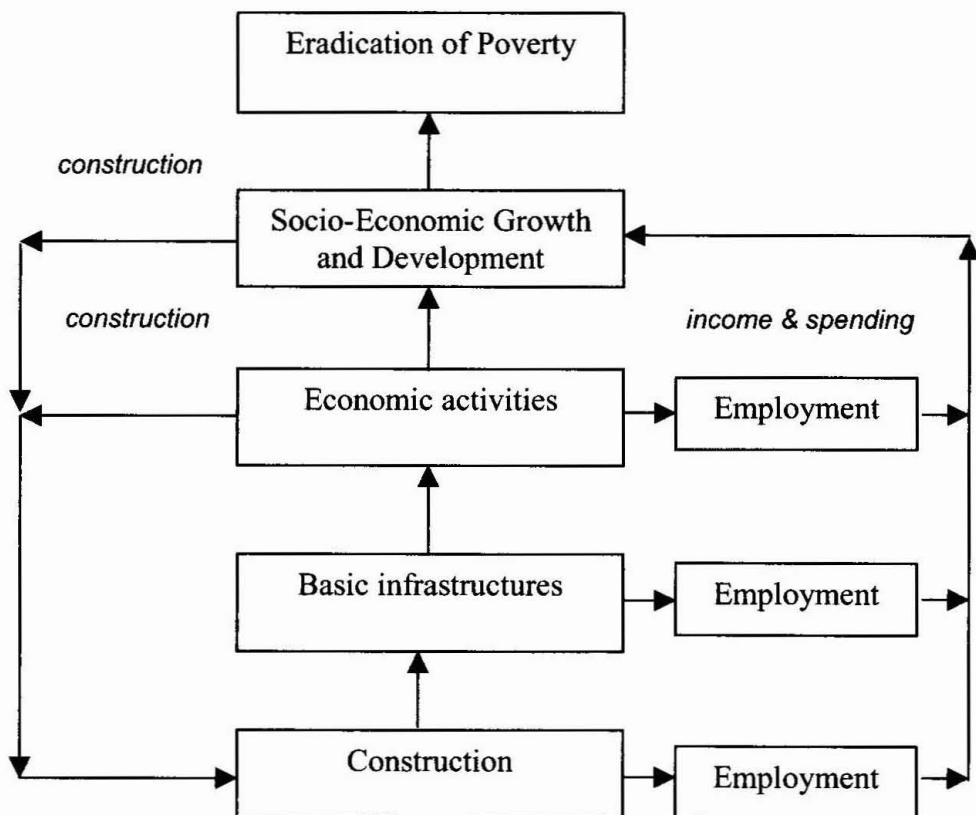 Eradication of Poverty
construction
Socio-Economic Growth
and Development
construction
income & spending
Economic activities
Employment
Basic infrastructures
Employment
Construction
Employment